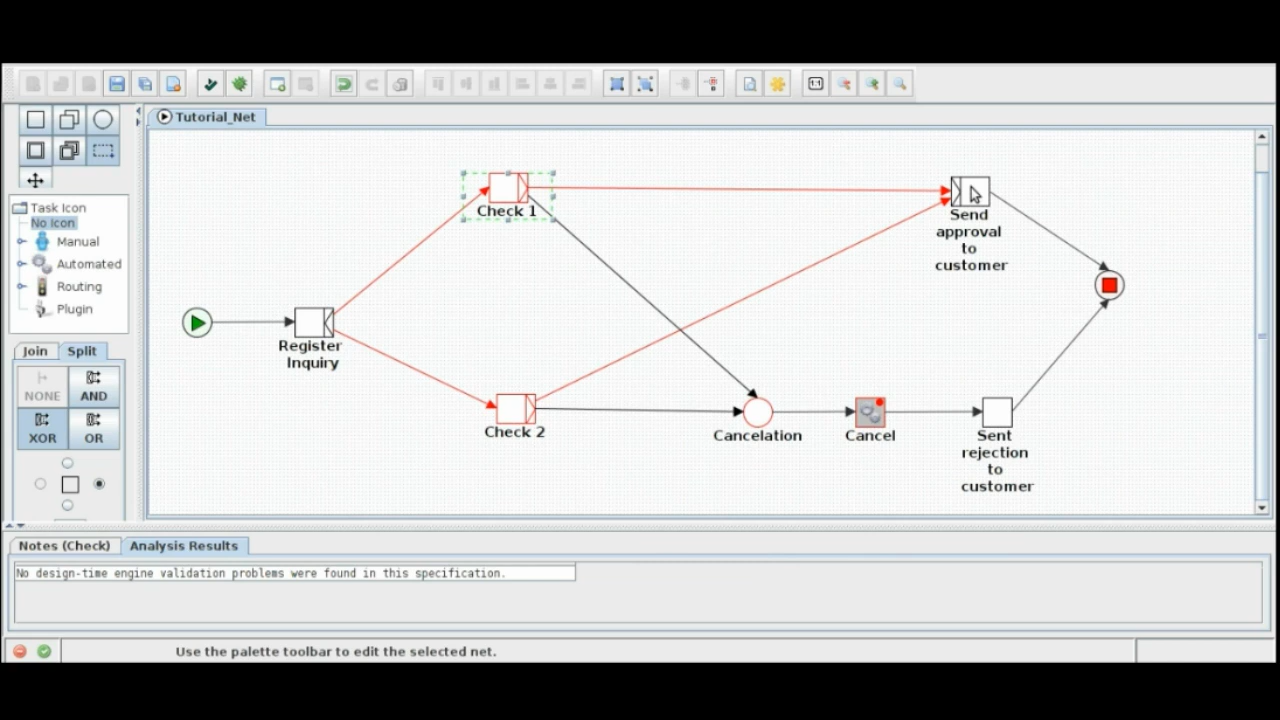 Tutorial_Net
Task Icon
No Icon
Manual
Automated
Routing
Plugin
Join
Split
NONE
AND
XOR
OR
Check 1
Send
approval
to
customer
Register
Inquiry
Check 2
Cancelation
Cancel
Sent
rejection
to
customer
Notes (Check)
Analysis Results
No design-time engine validation problems were found in this specification.
Use the palette toolbar to edit the selected net.